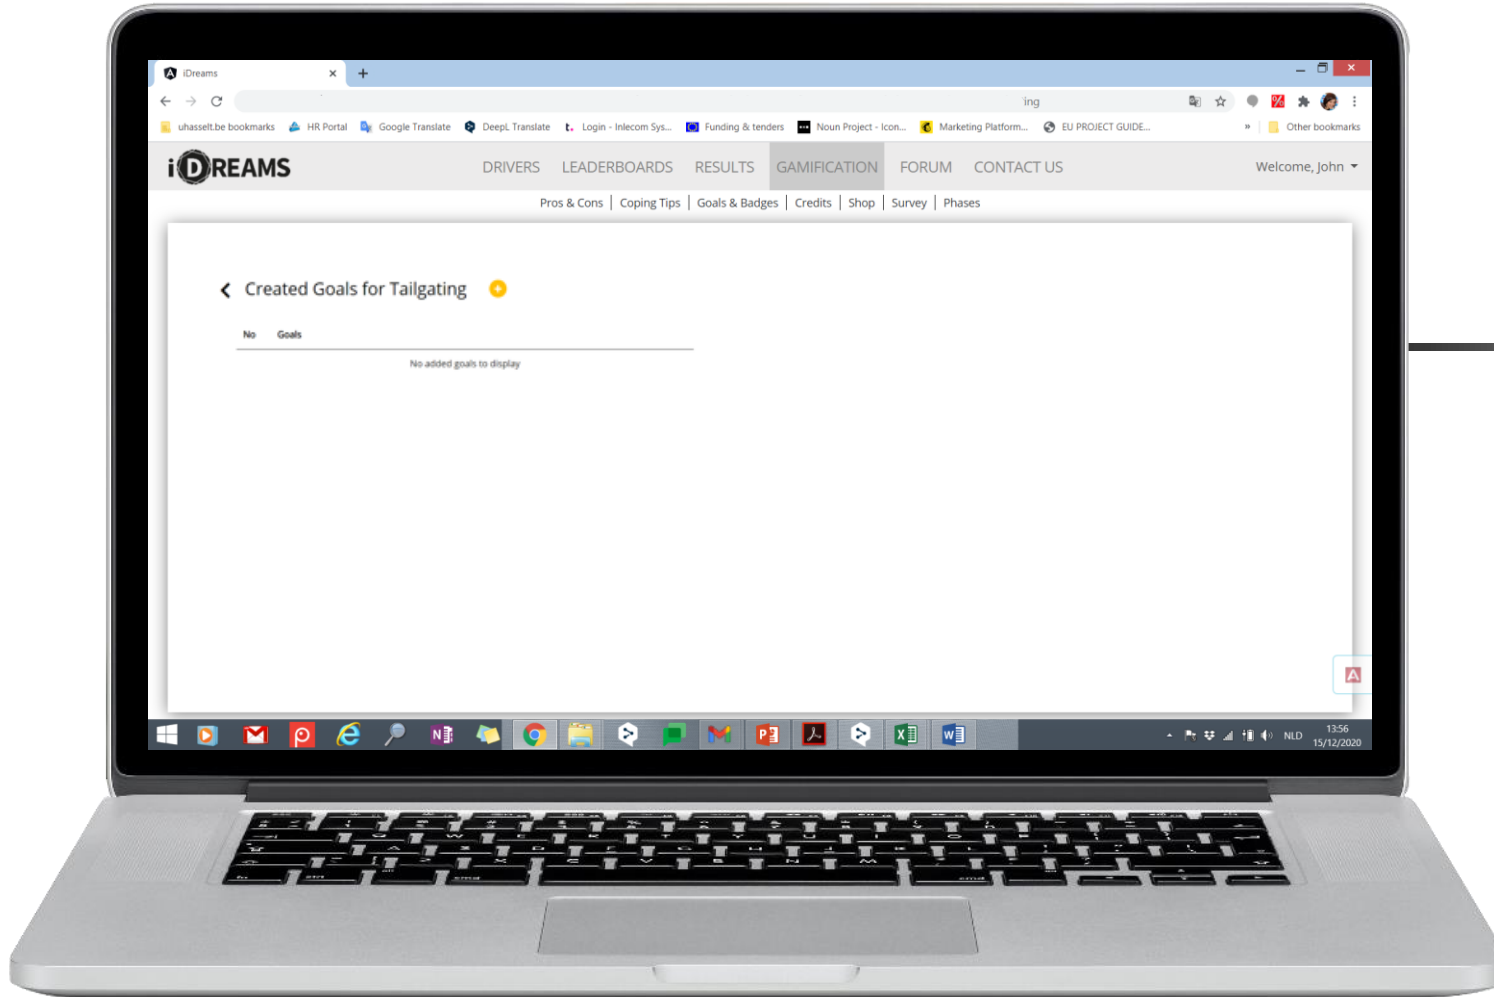 iDreams
ing
uhasselt.be bookmarks HR Portal Google Translate DeepL Translate t. Login - Inlecom Sys... Funding & tenders Noun Project - Icon... Marketing Platform... EU PROJECT GUIDE... » Other bookmarks
iDREAMS DRIVERS LEADERBOARDS RESULTS GAMIFICATION FORUM CONTACT US Welcome, John
Pros & Cons | Coping Tips | Goals & Badges | Credits | Shop | Survey | Phases
Created Goals for Tailgating
No Goals
No added goals to display
NLD 13:56
15/12/2020